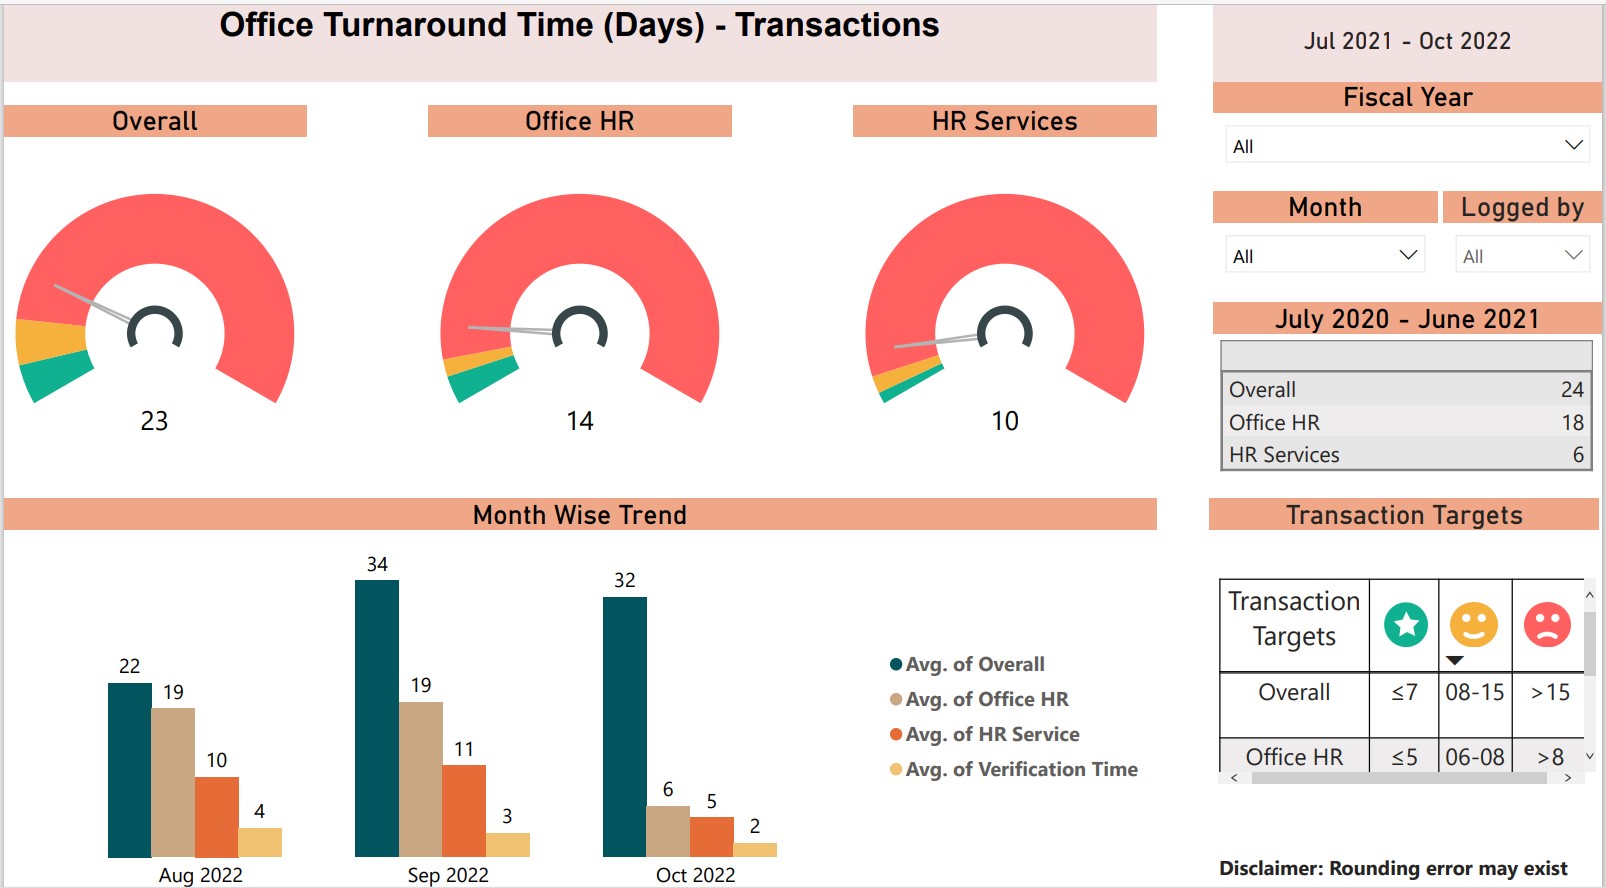 Office Turnaround Time (Days) - Transactions
Jul 2021 - Oct 2022
Fiscal Year
All
Overall
Office HR
HR Services
23
14
10
Month
Logged by
All
All
July 2020 - June 2021
Overall 24
Office HR 18
HR Services 6
Month Wise Trend
22
19
10
4
Aug 2022
34
19
11
3
Sep 2022
32
6
5
2
Oct 2022
Avg. of Overall
Avg. of Office HR
Avg. of HR Service
Avg. of Verification Time
Transaction Targets
Transaction
Targets
Overall ≤7 08-15 >15
Office HR ≤5 06-08 >8
Disclaimer: Rounding error may exist